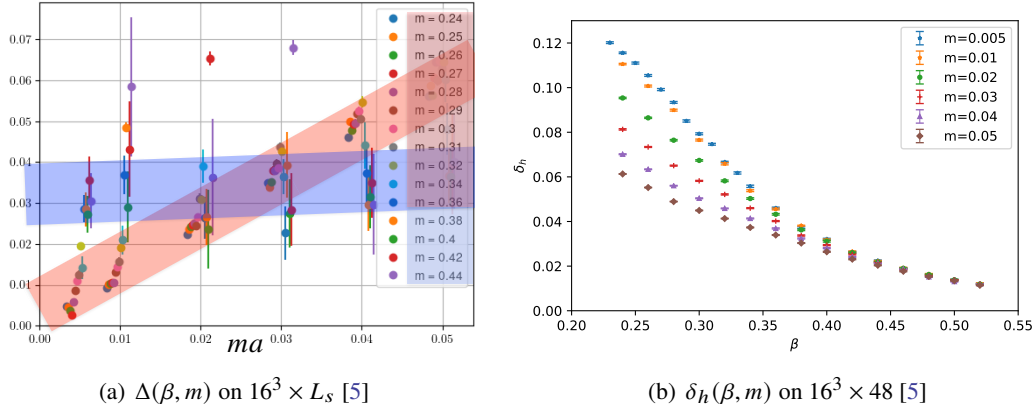 0.07
0.06
0.05
0.04
0.03
0.02
0.01
0.00
0.00
0.01
0.02
0.03
0.04
0.05
ma
m = 0.24
m = 0.25
m = 0.26
m = 0.27
m = 0.28
m = 0.29
m = 0.3
m = 0.31
m = 0.32
m = 0.34
m = 0.36
m = 0.38
m = 0.4
m = 0.42
m = 0.44
(a) Δ(β, m) on 16³ × Lₛ [5]
δₕ
0.12
0.10
0.08
0.06
0.04
0.02
0.00
0.20
0.25
0.30
0.35
0.40
0.45
0.50
0.55
β
m=0.005
m=0.01
m=0.02
m=0.03
m=0.04
m=0.05
(b) δₕ(β, m) on 16³ × 48 [5]